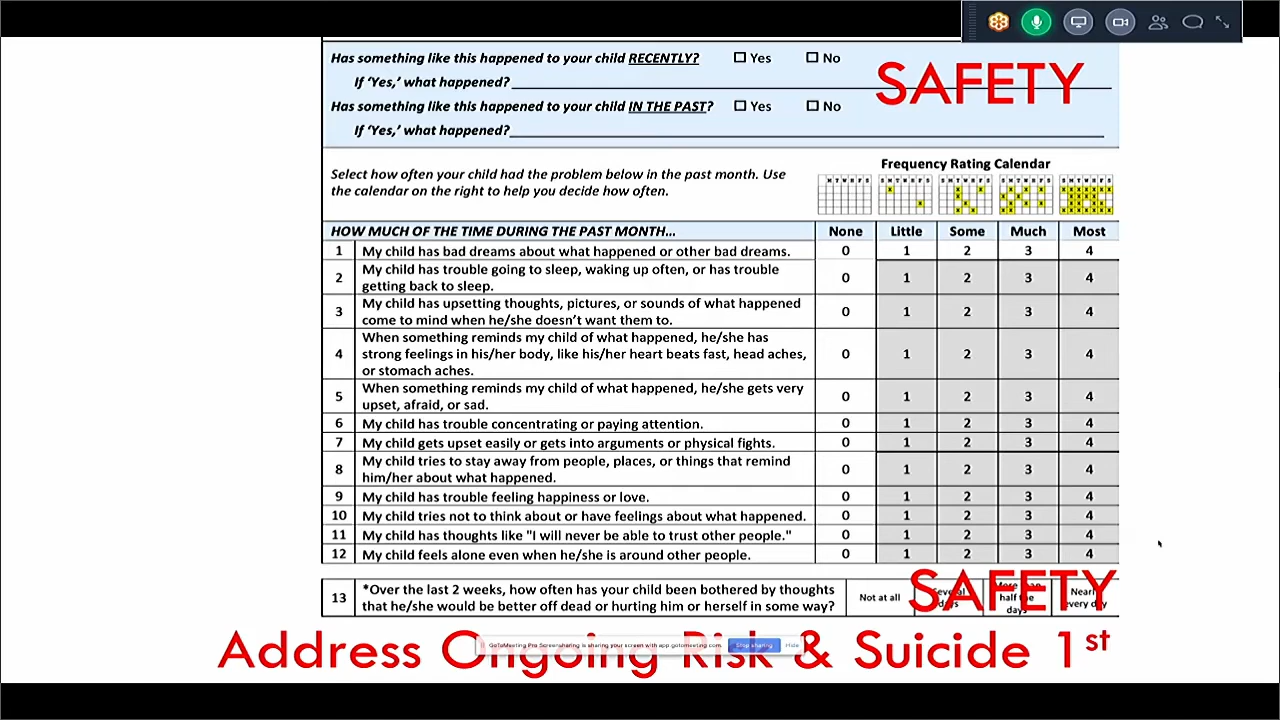 Has something like this happened to your child RECENTLY? Yes No
SAFETY
If ‘Yes,’ what happened?
Has something like this happened to your child IN THE PAST? Yes No
If ‘Yes,’ what happened?
Frequency Rating Calendar
Select how often your child had the problem below in the past month. Use
the calendar on the right to help you decide how often.
HOW MUCH OF THE TIME DURING THE PAST MONTH... None Little Some Much Most
1 My child has bad dreams about what happened or other bad dreams. 0 1 2 3 4
2 My child has trouble going to sleep, waking up often, or has trouble
getting back to sleep. 0 1 2 3 4
3 My child has upsetting thoughts, pictures, or sounds of what happened
come to mind when he/she doesn’t want them to. 0 1 2 3 4
4 When something reminds my child of what happened, he/she has
strong feelings in his/her body, like his/her heart beats fast, head aches,
or stomach aches. 0 1 2 3 4
5 When something reminds my child of what happened, he/she gets very
upset, afraid, or sad. 0 1 2 3 4
6 My child has trouble concentrating or paying attention. 0 1 2 3 4
7 My child gets upset easily or gets into arguments or physical fights. 0 1 2 3 4
8 My child tries to stay away from people, places, or things that remind
him/her about what happened. 0 1 2 3 4
9 My child has trouble feeling happiness or love. 0 1 2 3 4
10 My child tries not to think about or have feelings about what happened. 0 1 2 3 4
11 My child has thoughts like "I will never be able to trust other people." 0 1 2 3 4
12 My child feels alone even when he/she is around other people. 0 1 2 3 4
SAFETY
13 *Over the last 2 weeks, how often has your child been bothered by thoughts
that he/she would be better off dead or hurting him or herself in some way? Not at all
half the
days
every day
Address Ongoing Risk & Suicide 1st
GoToMeeting Pro Screensharing is sharing your screen with app.gotomeeting.com. Stop sharing Hide